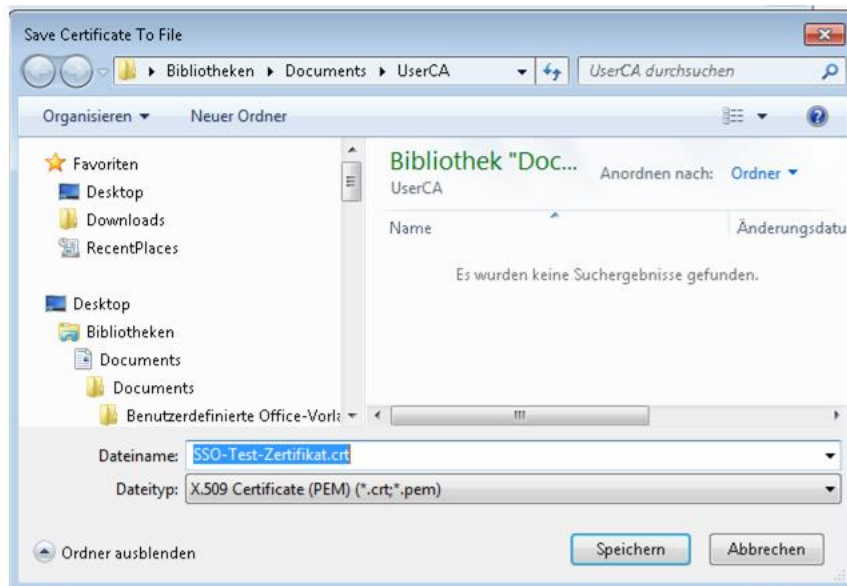 Save Certificate To File
Bibliotheken Documents UserCA UserCA durchsuchen
Organisieren Neuer Ordner
Favoriten
Desktop
Downloads
RecentPlaces
Desktop
Bibliotheken
Documents
Documents
Benutzerdefinierte Office-Vorla
Bibliothek "Doc... Anordnen nach: Ordner
UserCA
Name Änderungsdatu
Es wurden keine Suchergebnisse gefunden.
Dateiname: SSO-Test-Zertifikat.crt
Dateityp: X.509 Certificate (PEM) (*.crt;*.pem)
Ordner ausblenden Speichern Abbrechen